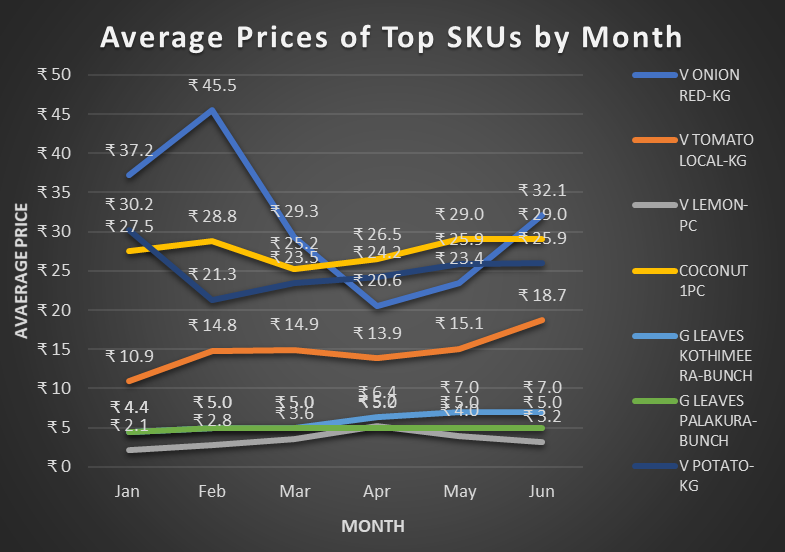 Average Prices of Top SKUs by Month
₹ 50
₹ 45
₹ 40
₹ 35
₹ 30
₹ 25
₹ 20
₹ 15
₹ 10
₹ 5
₹ 0
AVAERAGE PRICE
₹ 37.2
₹ 45.5
₹ 29.3
₹ 20.6
₹ 23.4
₹ 32.1
₹ 10.9
₹ 14.8
₹ 14.9
₹ 13.9
₹ 15.1
₹ 18.7
₹ 2.1
₹ 2.8
₹ 3.6
₹ 4.0
₹ 3.2
₹ 27.5
₹ 28.8
₹ 25.2
₹ 26.5
₹ 29.0
₹ 29.0
₹ 4.4
₹ 5.0
₹ 5.0
₹ 6.4
₹ 7.0
₹ 7.0
₹ 5.0
₹ 5.0
₹ 5.0
₹ 30.2
₹ 21.3
₹ 23.5
₹ 24.2
₹ 25.9
₹ 25.9
Jan
Feb
Mar
Apr
May
Jun
MONTH
V ONION
RED-KG
V TOMATO
LOCAL-KG
V LEMON-
PC
COCONUT
1PC
G LEAVES
KOTHIMEE
RA-BUNCH
G LEAVES
PALAKURA-
BUNCH
V POTATO-
KG